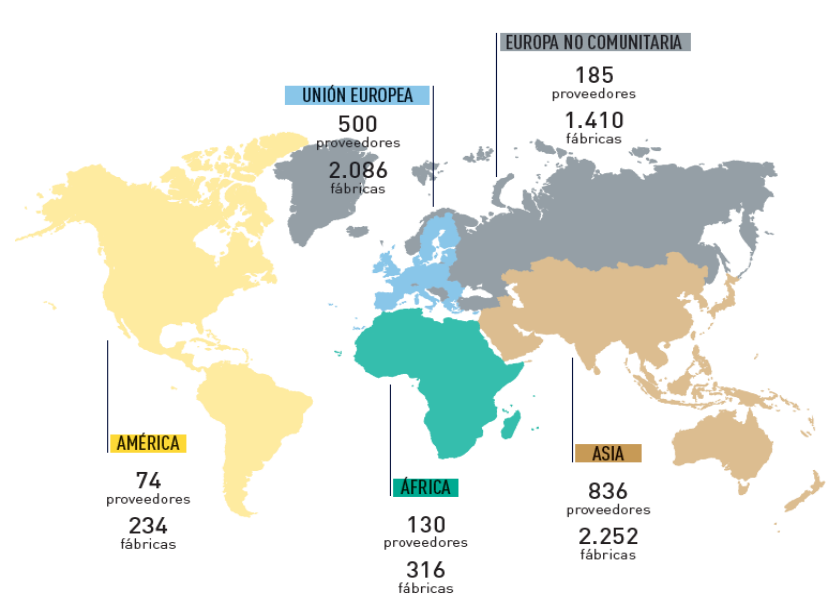 EUROPA NO COMUNITARIA
185
proveedores
1.410
fábricas
UNIÓN EUROPEA
500
proveedores
2.086
fábricas
AMÉRICA
74
proveedores
234
fábricas
ÁFRICA
130
proveedores
316
fábricas
ASIA
836
proveedores
2.252
fábricas